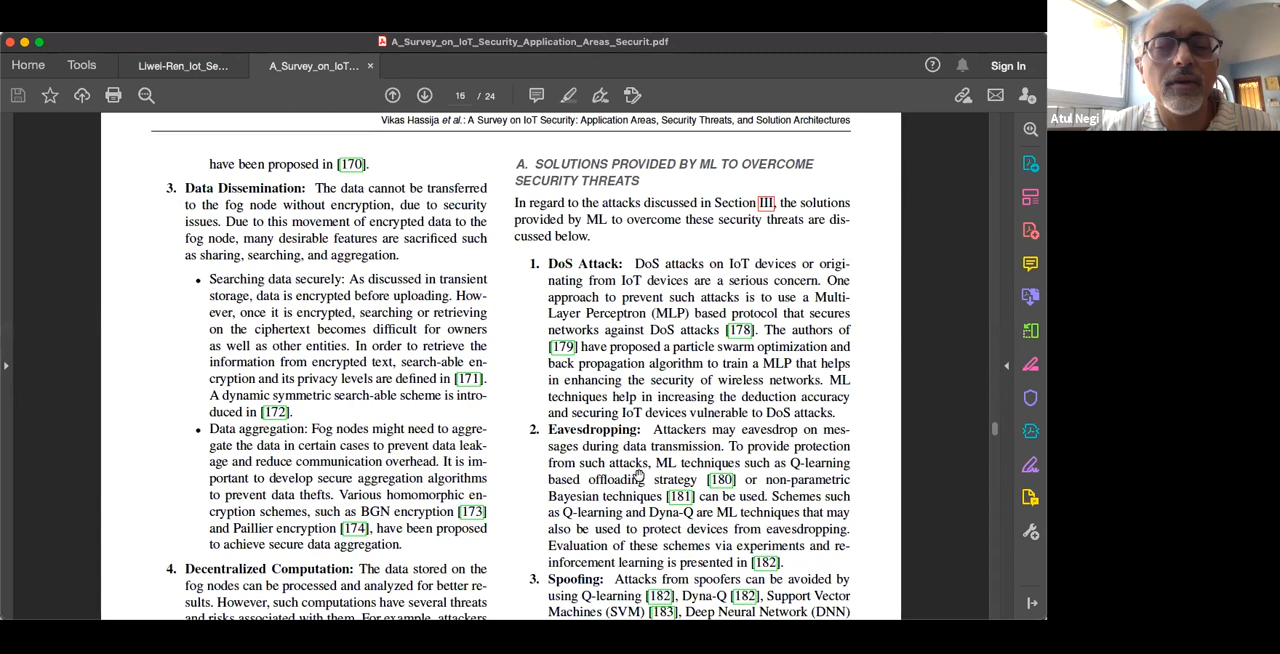 A_Survey_on_IoT_Security_Application_Areas_Securit.pdf
Home
Tools
Liwei-Ren_Iot_Se...
A_Survey_on_IoT... ×
Sign In
16 / 24
Atul Negi
Vikas Hassija et al.: A Survey on IoT Security: Application Areas, Security Threats, and Solution Architectures
have been proposed in [170].
3. Data Dissemination: The data cannot be transferred
to the fog node without encryption, due to security
issues. Due to this movement of encrypted data to the
fog node, many desirable features are sacrificed such
as sharing, searching, and aggregation.
• Searching data securely: As discussed in transient
storage, data is encrypted before uploading. How-
ever, once it is encrypted, searching or retrieving
on the ciphertext becomes difficult for owners
as well as other entities. In order to retrieve the
information from encrypted text, search-able en-
cryption and its privacy levels are defined in [171].
A dynamic symmetric search-able scheme is intro-
duced in [172].
• Data aggregation: Fog nodes might need to aggre-
gate the data in certain cases to prevent data leak-
age and reduce communication overhead. It is im-
portant to develop secure aggregation algorithms
to prevent data thefts. Various homomorphic en-
cryption schemes, such as BGN encryption [173]
and Paillier encryption [174], have been proposed
to achieve secure data aggregation.
4. Decentralized Computation: The data stored on the
fog nodes can be processed and analyzed for better re-
sults. However, such computations have several threats
and risks associated with them. For example, attackers
A. SOLUTIONS PROVIDED BY ML TO OVERCOME
SECURITY THREATS
In regard to the attacks discussed in Section III, the solutions
provided by ML to overcome these security threats are dis-
cussed below.
1. DoS Attack: DoS attacks on IoT devices or origi-
nating from IoT devices are a serious concern. One
approach to prevent such attacks is to use a Multi-
Layer Perceptron (MLP) based protocol that secures
networks against DoS attacks [178]. The authors of
[179] have proposed a particle swarm optimization and
back propagation algorithm to train a MLP that helps
in enhancing the security of wireless networks. ML
techniques help in increasing the deduction accuracy
and securing IoT devices vulnerable to DoS attacks.
2. Eavesdropping: Attackers may eavesdrop on mes-
sages during data transmission. To provide protection
from such attacks, ML techniques such as Q-learning
based offloading strategy [180] or non-parametric
Bayesian techniques [181] can be used. Schemes such
as Q-learning and Dyna-Q are ML techniques that may
also be used to protect devices from eavesdropping.
Evaluation of these schemes via experiments and re-
inforcement learning is presented in [182].
3. Spoofing: Attacks from spoofers can be avoided by
using Q-learning [182], Dyna-Q [182], Support Vector
Machines (SVM) [183], Deep Neural Network (DNN)